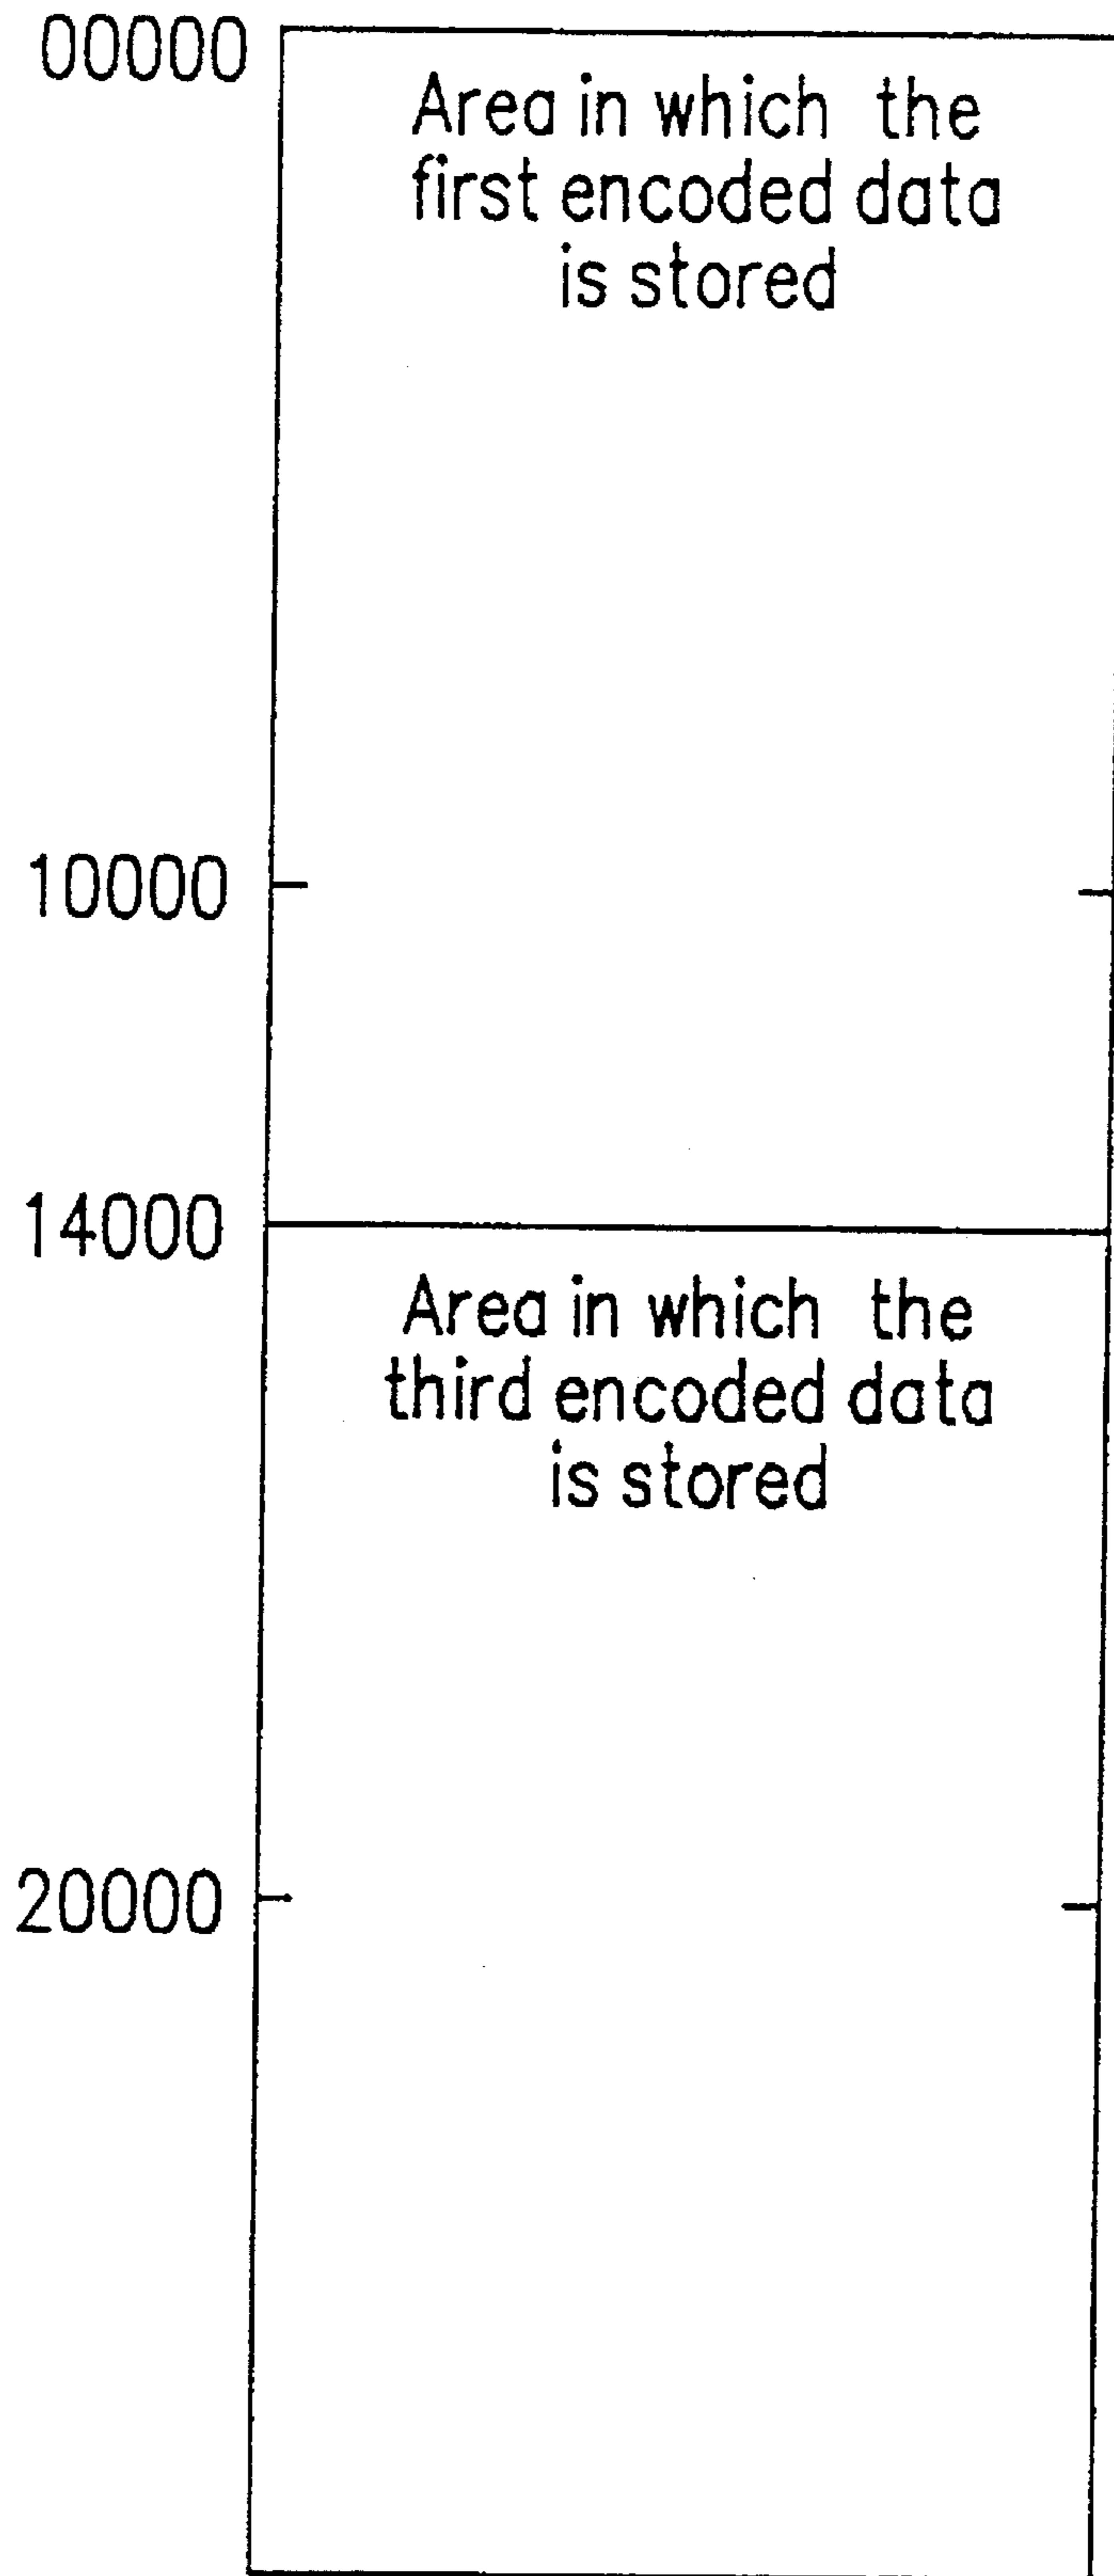 00000
Area in which the
first encoded data
is stored
10000
14000
Area in which the
third encoded data
is stored
20000